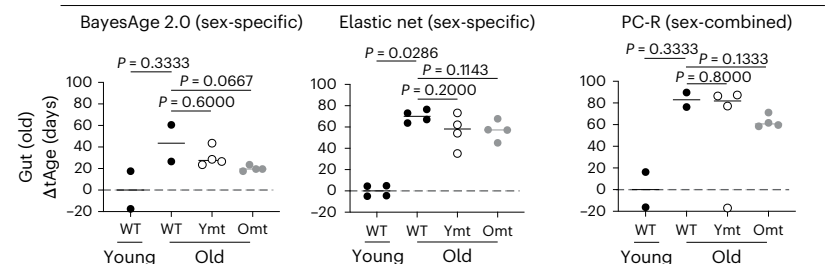 BayesAge 2.0 (sex-specific)
Elastic net (sex-specific)
PC-R (sex-combined)
Gut (old)
ΔtAge (days)
P = 0.3333
P = 0.0667
P = 0.6000
100
80
60
40
20
0
−20
WT WT Ymt Omt
Young Old
P = 0.0286
P = 0.1143
P = 0.2000
100
80
60
40
20
0
−20
WT WT Ymt Omt
Young Old
P = 0.3333
P = 0.1333
P = 0.8000
100
80
60
40
20
0
−20
WT WT Ymt Omt
Young Old